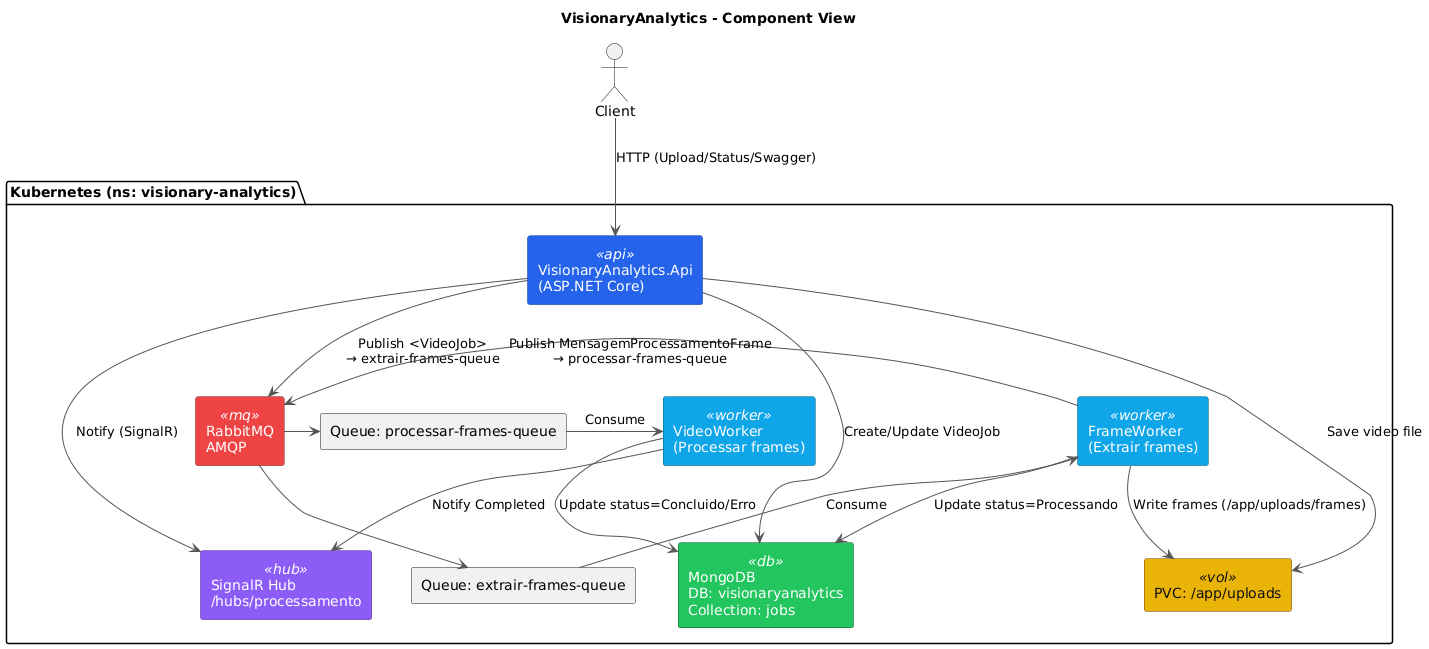 VisionaryAnalytics - Component View
Client
HTTP (Upload/Status/Swagger)
Kubernetes (ns: visionary-analytics)
«api»
VisionaryAnalytics.Api
(ASP.NET Core)
Publish <VideoJob>
→ extrair-frames-queue
Publish MensagemProcessamentoFrame
→ processar-frames-queue
Notify (SignalR)
«mq»
RabbitMQ
AMQP
Queue: processar-frames-queue
Consume
«worker»
VideoWorker
(Processar frames)
Create/Update VideoJob
«worker»
FrameWorker
(Extrair frames)
Save video file
Notify Completed
Update status=Concluido/Erro
Consume
Update status=Processando
Write frames (/app/uploads/frames)
«hub»
SignalR Hub
/hubs/processamento
Queue: extrair-frames-queue
«db»
MongoDB
DB: visionaryanalytics
Collection: jobs
«vol»
PVC: /app/uploads